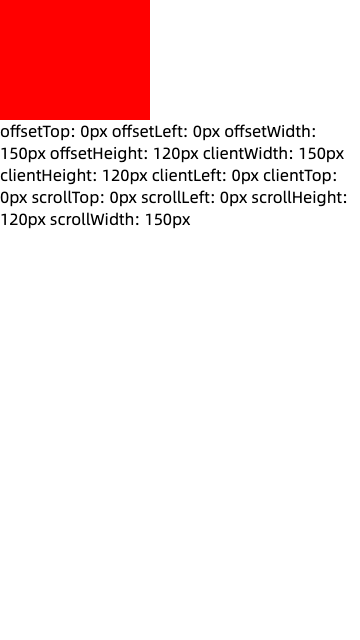 offsetTop: 0px offsetLeft: 0px offsetWidth:
150px offsetHeight: 120px clientWidth: 150px
clientHeight: 120px clientLeft: 0px clientTop:
0px scrollTop: 0px scrollLeft: 0px scrollHeight:
120px scrollWidth: 150px